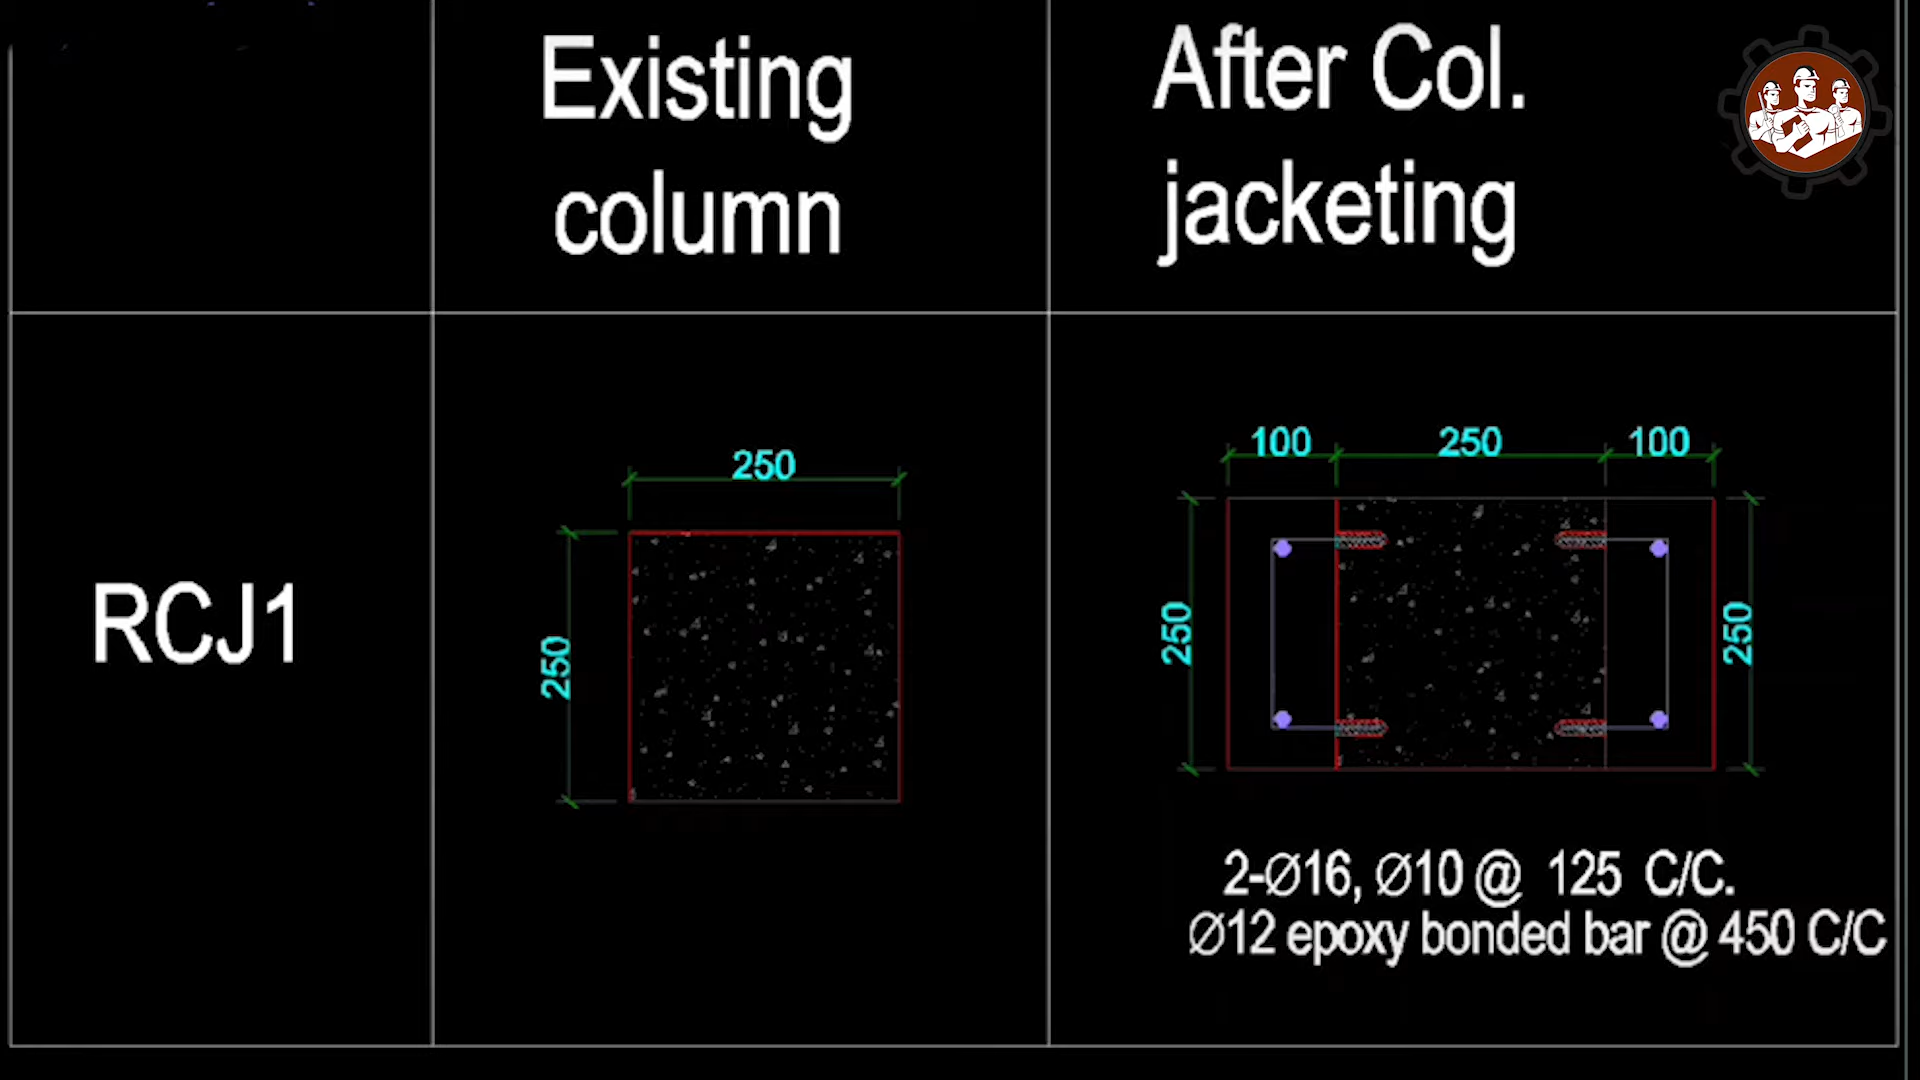 Existing
column
After Col.
jacketing
RCJ1
250
250
100 250 100
250
250
2-Ø16, Ø10 @ 125 C/C.
Ø12 epoxy bonded bar @ 450 C/C